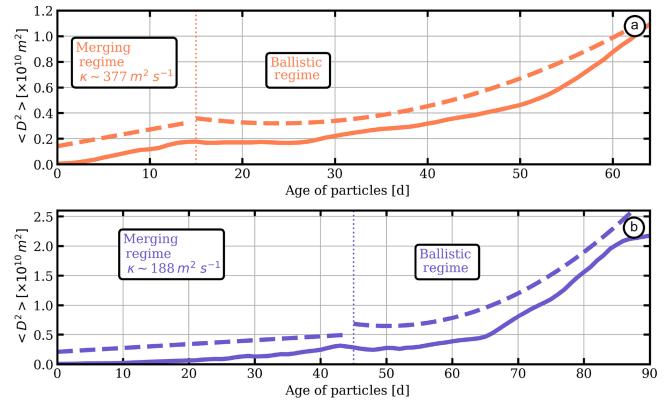 1.2
1.0
0.8
0.6
0.4
0.2
0.0
< D² > [×10¹⁰ m²]
Merging
regime
κ ~ 377 m² s⁻¹
Ballistic
regime
a
0 10 20 30 40 50 60
Age of particles [d]
2.5
2.0
1.5
1.0
0.5
0.0
< D² > [×10¹⁰ m²]
Merging
regime
κ ~ 188 m² s⁻¹
Ballistic
regime
b
0 10 20 30 40 50 60 70 80 90
Age of particles [d]